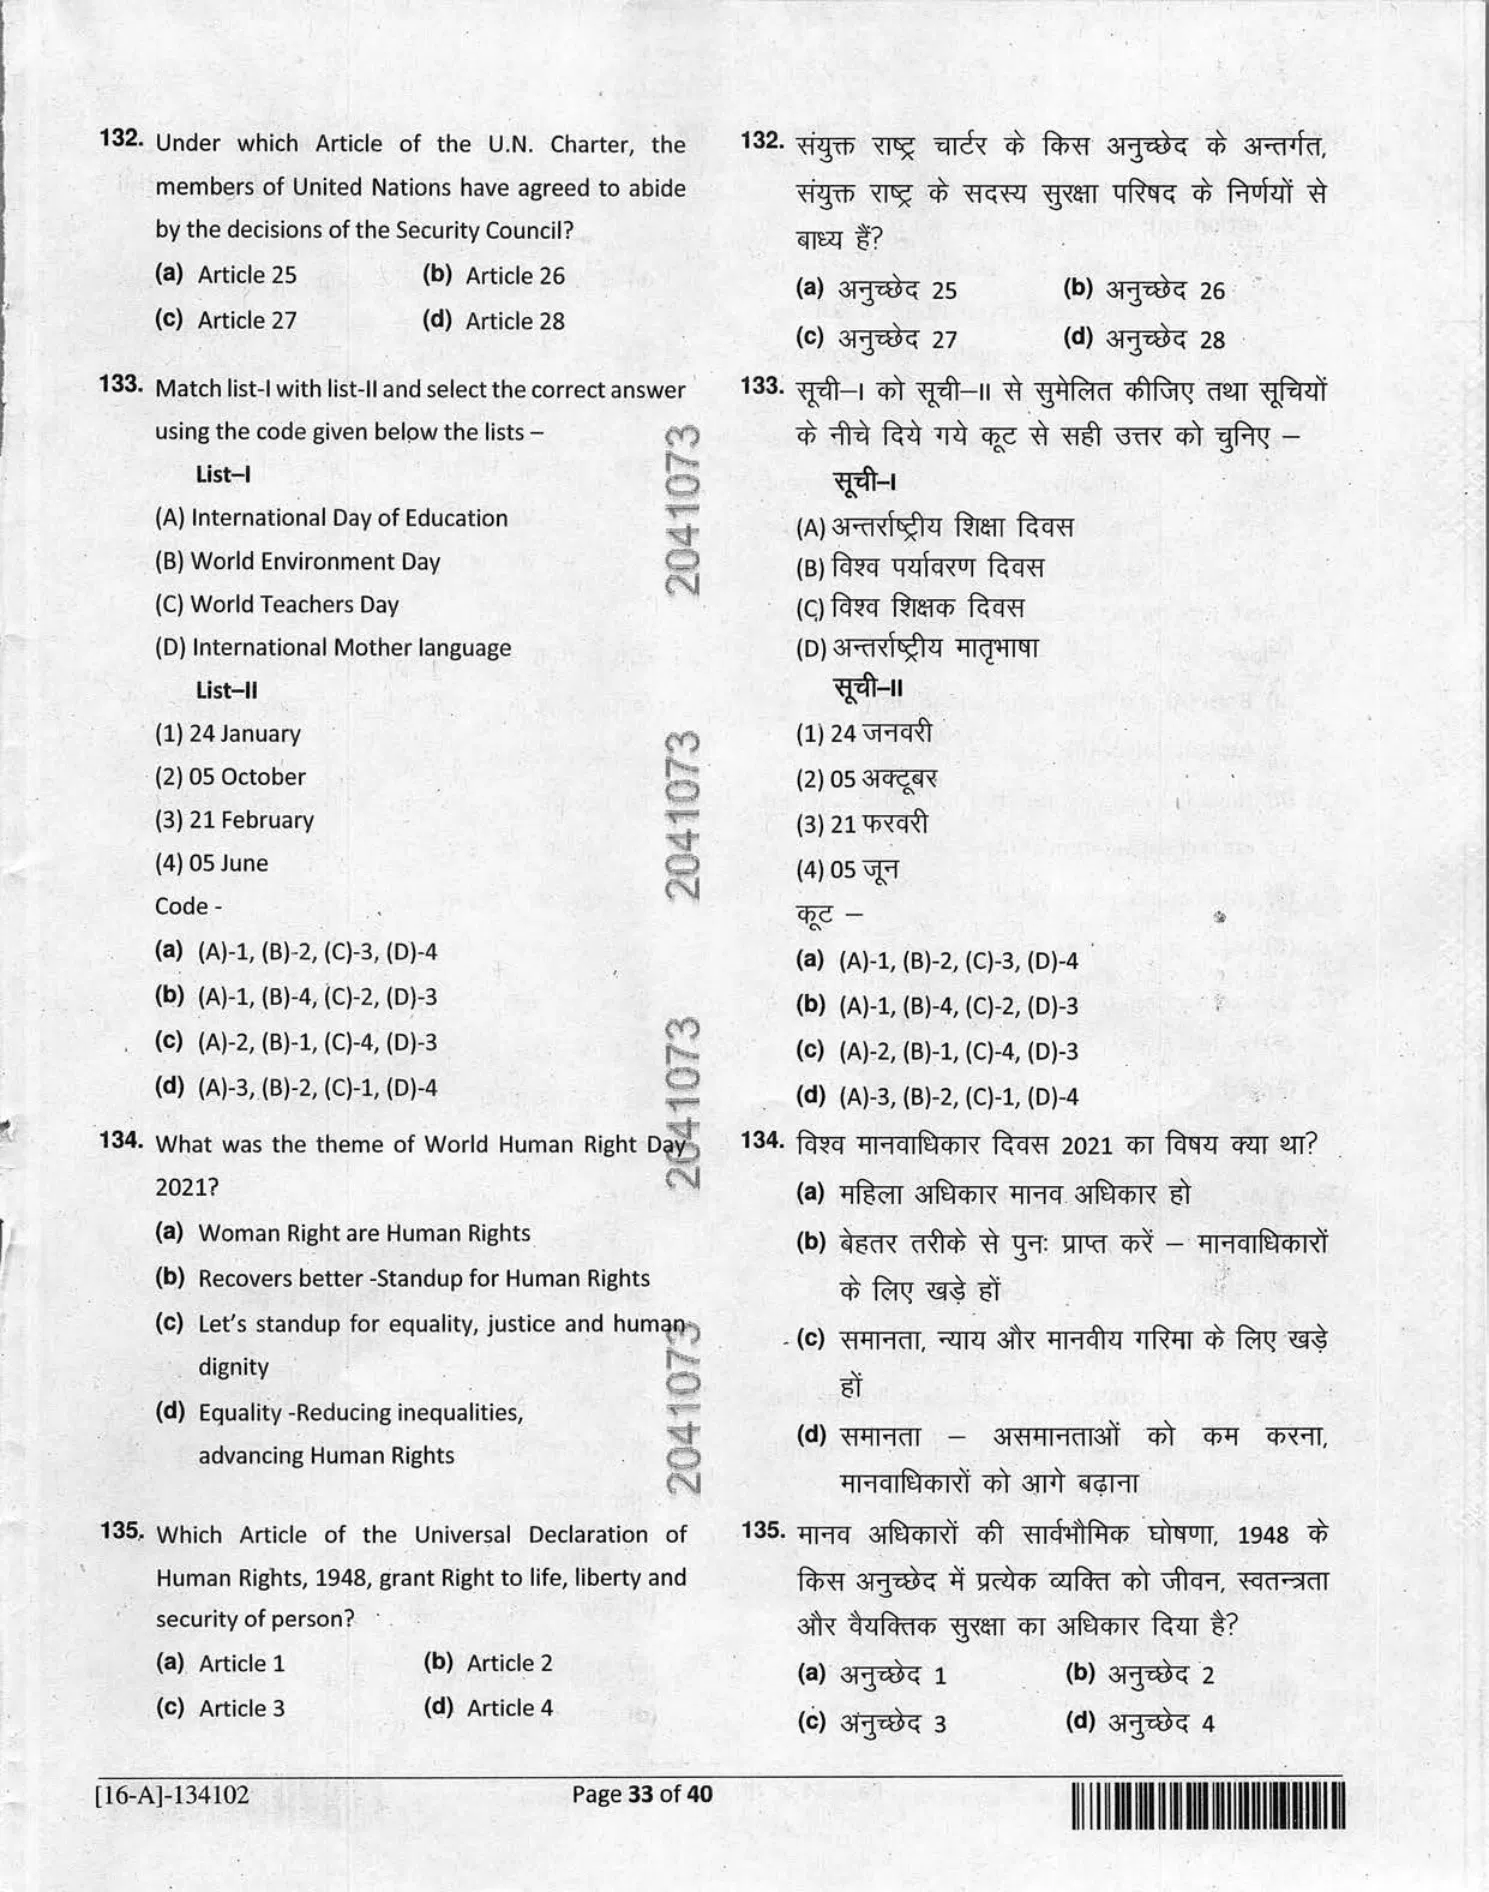 132. Under which Article of the U.N. Charter, the
members of United Nations have agreed to abide
by the decisions of the Security Council?
(a) Article 25 (b) Article 26
(c) Article 27 (d) Article 28
133. Match list-I with list-II and select the correct answer
using the code given below the lists –
List–I
(A) International Day of Education
(B) World Environment Day
(C) World Teachers Day
(D) International Mother language
List–II
(1) 24 January
(2) 05 October
(3) 21 February
(4) 05 June
Code -
(a) (A)-1, (B)-2, (C)-3, (D)-4
(b) (A)-1, (B)-4, (C)-2, (D)-3
(c) (A)-2, (B)-1, (C)-4, (D)-3
(d) (A)-3, (B)-2, (C)-1, (D)-4
134. What was the theme of World Human Right Day
2021?
(a) Woman Right are Human Rights
(b) Recovers better -Standup for Human Rights
(c) Let's standup for equality, justice and human
dignity
(d) Equality -Reducing inequalities,
advancing Human Rights
135. Which Article of the Universal Declaration of
Human Rights, 1948, grant Right to life, liberty and
security of person?
(a) Article 1 (b) Article 2
(c) Article 3 (d) Article 4
2041073
2041073
2041073
2041073
132. संयुक्त राष्ट्र चार्टर के किस अनुच्छेद के अन्तर्गत,
संयुक्त राष्ट्र के सदस्य सुरक्षा परिषद के निर्णयों से
बाध्य हैं?
(a) अनुच्छेद 25 (b) अनुच्छेद 26
(c) अनुच्छेद 27 (d) अनुच्छेद 28
133. सूची–I को सूची–II से सुमेलित कीजिए तथा सूचियों
के नीचे दिये गये कूट से सही उत्तर को चुनिए –
सूची–I
(A) अन्तर्राष्ट्रीय शिक्षा दिवस
(B) विश्व पर्यावरण दिवस
(C) विश्व शिक्षक दिवस
(D) अन्तर्राष्ट्रीय मातृभाषा
सूची–II
(1) 24 जनवरी
(2) 05 अक्टूबर
(3) 21 फरवरी
(4) 05 जून
कूट –
(a) (A)-1, (B)-2, (C)-3, (D)-4
(b) (A)-1, (B)-4, (C)-2, (D)-3
(c) (A)-2, (B)-1, (C)-4, (D)-3
(d) (A)-3, (B)-2, (C)-1, (D)-4
134. विश्व मानवाधिकार दिवस 2021 का विषय क्या था?
(a) महिला अधिकार मानव अधिकार हो
(b) बेहतर तरीके से पुनः प्राप्त करें – मानवाधिकारों
के लिए खड़े हों
(c) समानता, न्याय और मानवीय गरिमा के लिए खड़े
हों
(d) समानता – असमानताओं को कम करना,
मानवाधिकारों को आगे बढ़ाना
135. मानव अधिकारों की सार्वभौमिक घोषणा, 1948 के
किस अनुच्छेद में प्रत्येक व्यक्ति को जीवन, स्वतन्त्रता
और वैयक्तिक सुरक्षा का अधिकार दिया है?
(a) अनुच्छेद 1 (b) अनुच्छेद 2
(c) अनुच्छेद 3 (d) अनुच्छेद 4
[16-A]-134102 Page 33 of 40